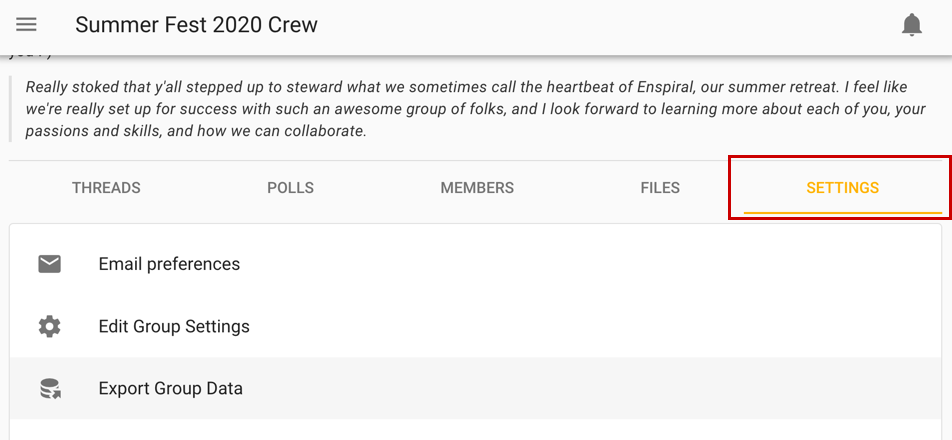 Summer Fest 2020 Crew
Really stoked that y'all stepped up to steward what we sometimes call the heartbeat of Enspiral, our summer retreat. I feel like
we're really set up for success with such an awesome group of folks, and I look forward to learning more about each of you, your
passions and skills, and how we can collaborate.
THREADS POLLS MEMBERS FILES SETTINGS
Email preferences
Edit Group Settings
Export Group Data